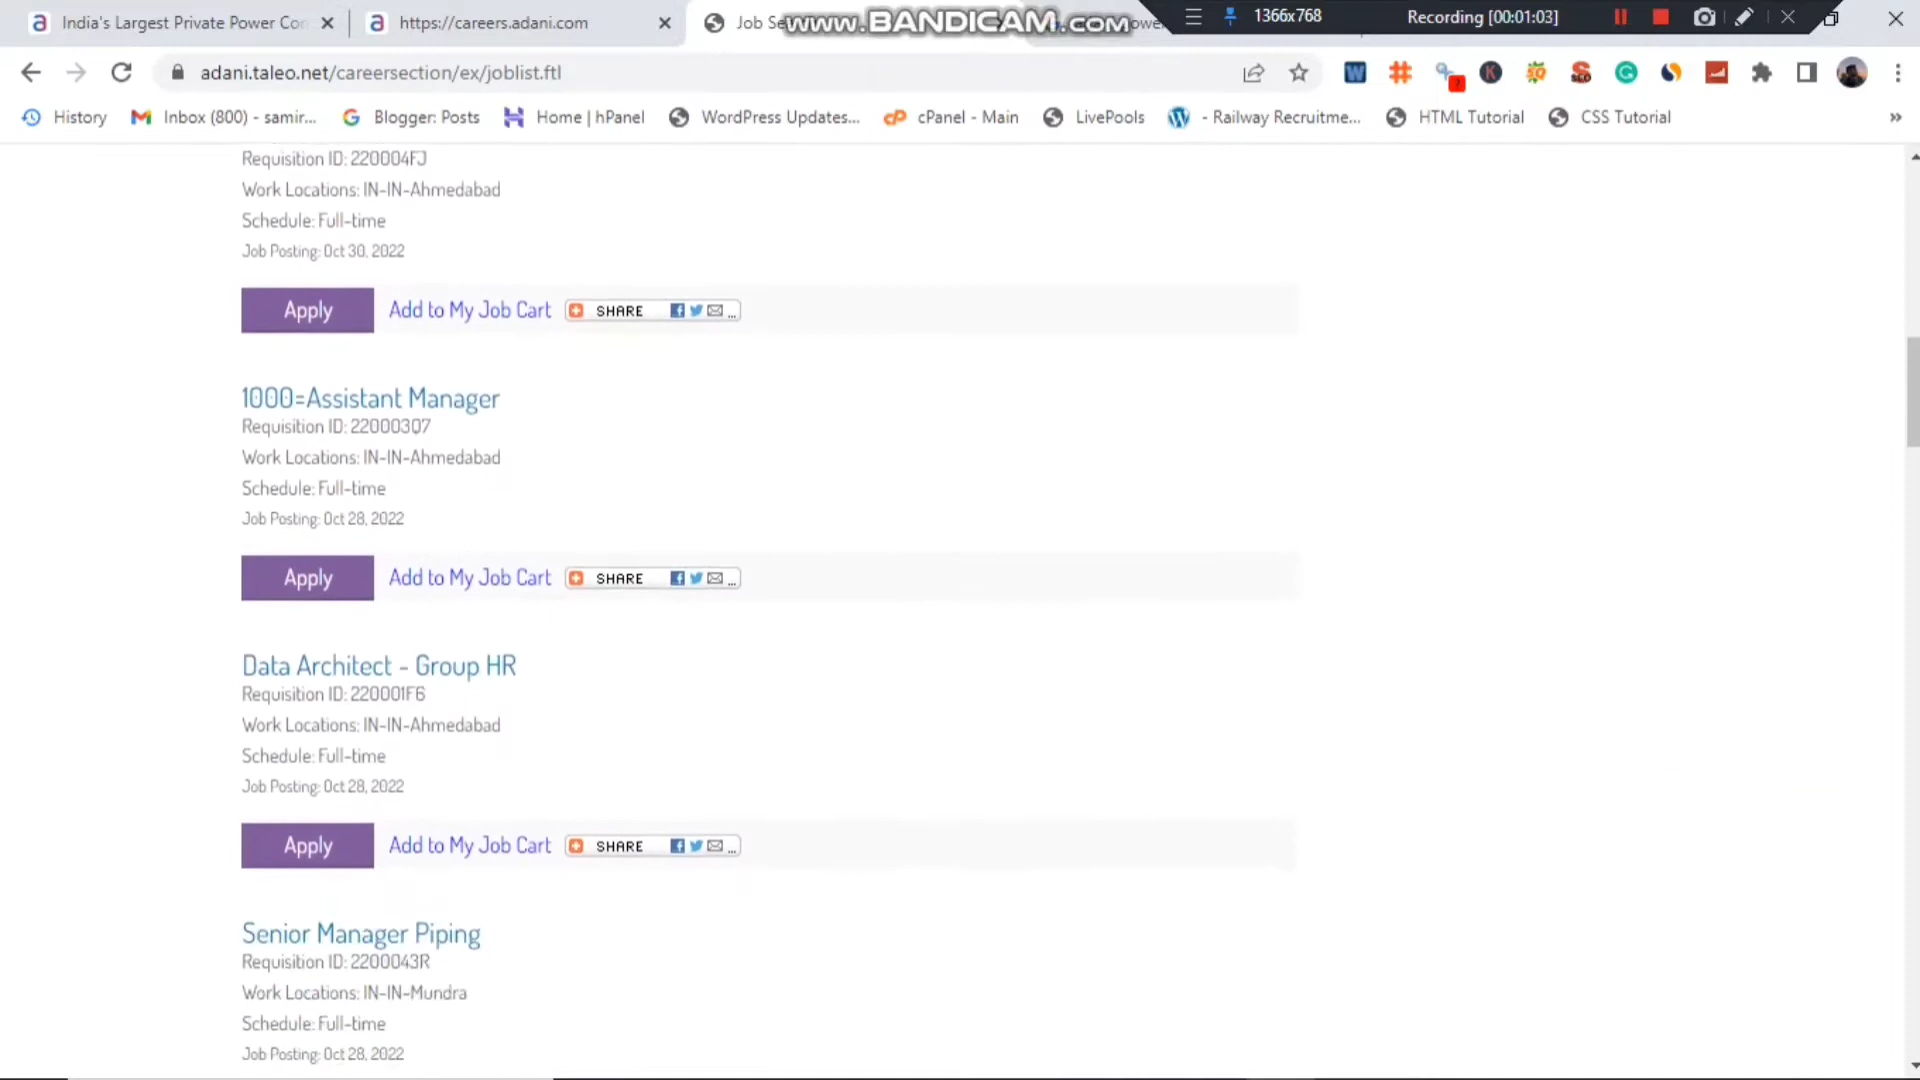 India's Largest Private Power Con
https://careers.adani.com
Job Se
www.BANDICAM.com
1366x768
Recording [00:01:03]
adani.taleo.net/careersection/ex/joblist.ftl
History
Inbox (800) - samir...
Blogger: Posts
Home | hPanel
WordPress Updates...
cPanel - Main
LivePools
- Railway Recruitme...
HTML Tutorial
CSS Tutorial
Requisition ID: 220004FJ
Work Locations: IN-IN-Ahmedabad
Schedule: Full-time
Job Posting: Oct 30, 2022
Apply
Add to My Job Cart
SHARE
1000=Assistant Manager
Requisition ID: 220003Q7
Work Locations: IN-IN-Ahmedabad
Schedule: Full-time
Job Posting: Oct 28, 2022
Apply
Add to My Job Cart
SHARE
Data Architect - Group HR
Requisition ID: 220001F6
Work Locations: IN-IN-Ahmedabad
Schedule: Full-time
Job Posting: Oct 28, 2022
Apply
Add to My Job Cart
SHARE
Senior Manager Piping
Requisition ID: 2200043R
Work Locations: IN-IN-Mundra
Schedule: Full-time
Job Posting: Oct 28, 2022